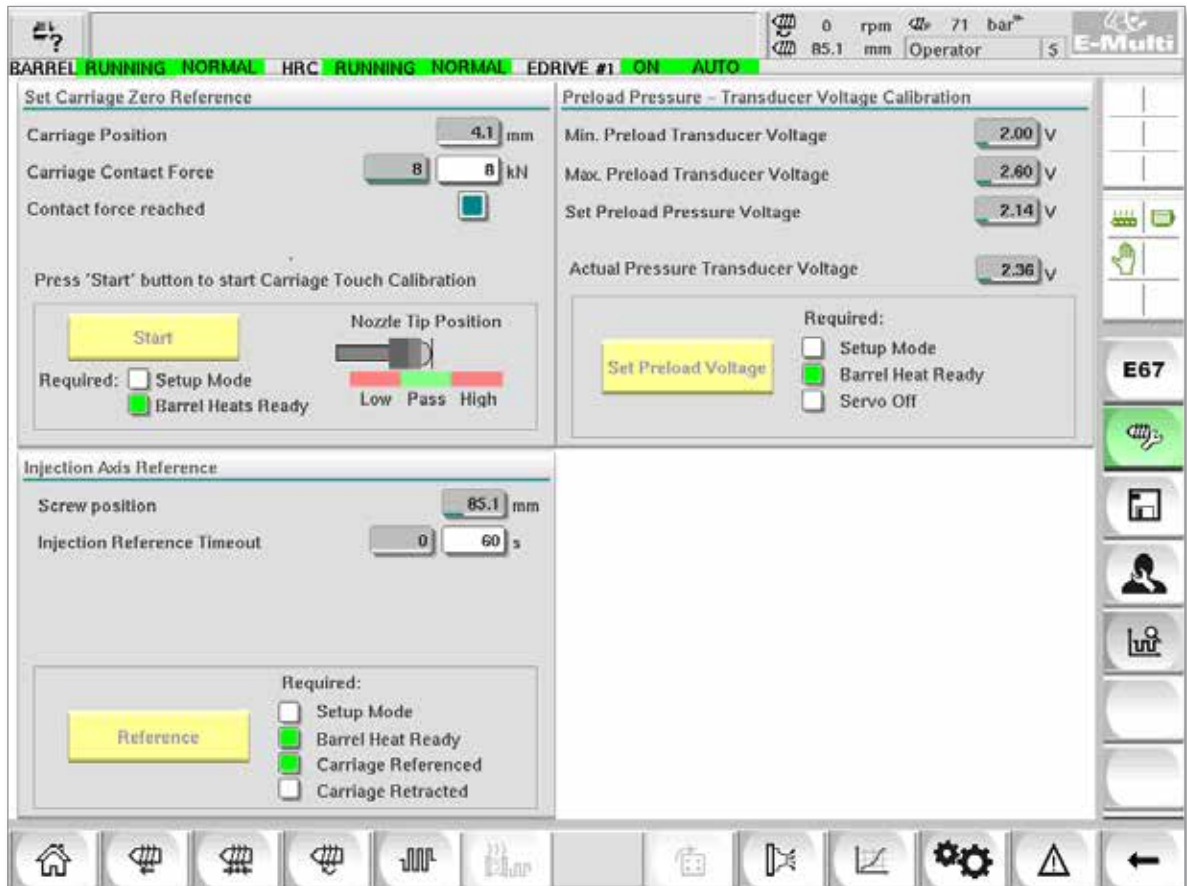 ?
0 rpm 71 bar
85.1 mm Operator S
E-Multi
BARREL RUNNING NORMAL HRC RUNNING NORMAL EDRIVE #1 ON AUTO
Set Carriage Zero Reference
Carriage Position 4.1 mm
Carriage Contact Force 8 8 kN
Contact force reached
Press 'Start' button to start Carriage Touch Calibration
Start
Nozzle Tip Position
Low Pass High
Required: Setup Mode
Barrel Heats Ready
Preload Pressure - Transducer Voltage Calibration
Min. Preload Transducer Voltage 2.00 V
Max. Preload Transducer Voltage 2.60 V
Set Preload Pressure Voltage 2.14 V
Actual Pressure Transducer Voltage 2.36 V
Set Preload Voltage
Required:
Setup Mode
Barrel Heat Ready
Servo Off
Injection Axis Reference
Screw position 85.1 mm
Injection Reference Timeout 0 60 s
Reference
Required:
Setup Mode
Barrel Heat Ready
Carriage Referenced
Carriage Retracted
E67